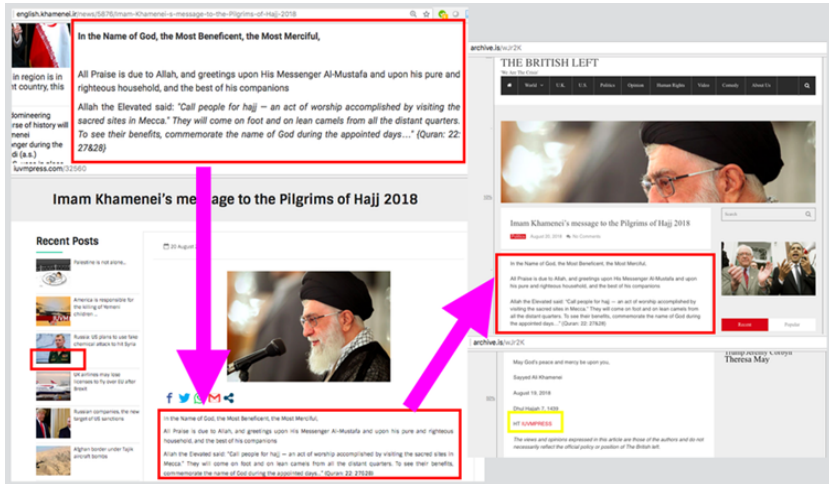 english.khamenei.ir/news/5876/Imam-Khamenei-s-message-to-the-Pilgrims-of-Hajj-2018
In the Name of God, the Most Beneficent, the Most Merciful,
All Praise is due to Allah, and greetings upon His Messenger Al-Mustafa and upon his pure and
righteous household, and the best of his companions
Allah the Elevated said: "Call people for hajj — an act of worship accomplished by visiting the
sacred sites in Mecca." They will come on foot and on lean camels from all the distant quarters.
To see their benefits, commemorate the name of God during the appointed days…" (Quran: 22:
27&28)
in region is in
nt country, this
domineering
rse of history will
menei
nger during the
di (a.s.)
iuvmpress.com/32560
Imam Khamenei's message to the Pilgrims of Hajj 2018
Recent Posts
Palestine is not alone..
America is responsible for
the killing of Yemeni
children ...
Russia: US plans to use fake
chemical attack to hit Syria
UK airlines may lose
licenses to fly over EU after
Brexit
Russian companies, the new
target of US sanctions
Afghan border under Tajik
aircraft bombs
20 August
In the Name of God, the Most Beneficent, the Most Merciful,
All Praise is due to Allah, and greetings upon His Messenger Al-Mustafa and upon his pure and righteous
household, and the best of his companions
Allah the Elevated said: "Call people for hajj — an act of worship accomplished by visiting the sacred sites in
Mecca." They will come on foot and on lean camels from all the distant quarters. To see their benefits,
commemorate the name of God during the appointed days…" (Quran: 22: 27&28)
archive.is/wJr2K
THE BRITISH LEFT
We Are The Crisis
World
U.K.
U.S.
Politics
Opinion
Human Rights
Video
Comedy
About Us
Imam Khamenei's message to the Pilgrims of Hajj 2018
August 20, 2018
No Comments
Search
In the Name of God, the Most Beneficent, the Most Merciful,
All Praise is due to Allah, and greetings upon His Messenger Al-Mustafa and upon
his pure and righteous household, and the best of his companions
Allah the Elevated said: "Call people for hajj — an act of worship accomplished by
visiting the sacred sites in Mecca." They will come on foot and on lean camels from
all the distant quarters. To see their benefits, commemorate the name of God during
the appointed days…" (Quran: 22: 27&28)
Recent
Popular
archive.is/wJr2K
May God's peace and mercy be upon you,
Sayyed Ali Khamenei
August 19, 2018
Dhul Hajjah 7, 1439
HT IUVMPRESS
The views and opinions expressed in this article are those of the authors and do not
necessarily reflect the official policy or position of The British left.
Trump Jeremy Corbyn
Theresa May